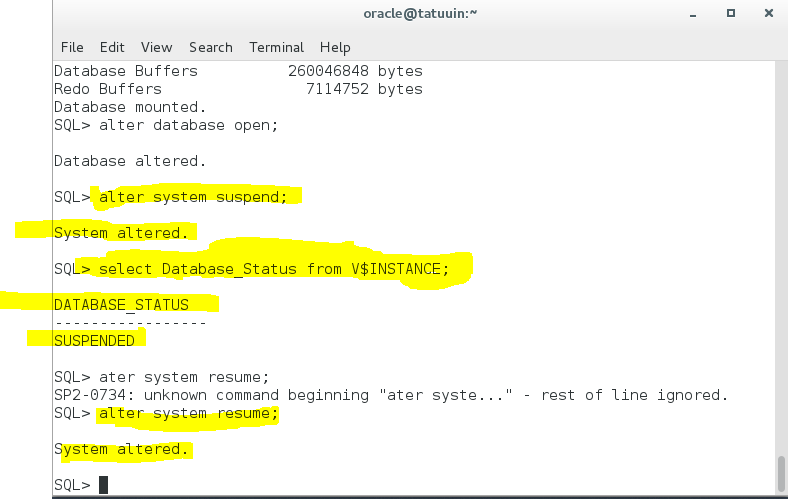 oracle@tatuuin:~
File Edit View Search Terminal Help
Database Buffers 260046848 bytes
Redo Buffers 7114752 bytes
Database mounted.
SQL> alter database open;
Database altered.
SQL> alter system suspend;
System altered.
SQL> select Database_Status from V$INSTANCE;
DATABASE_STATUS
-----------------
SUSPENDED
SQL> ater system resume;
SP2-0734: unknown command beginning "ater syste..." - rest of line ignored.
SQL> alter system resume;
System altered.
SQL>